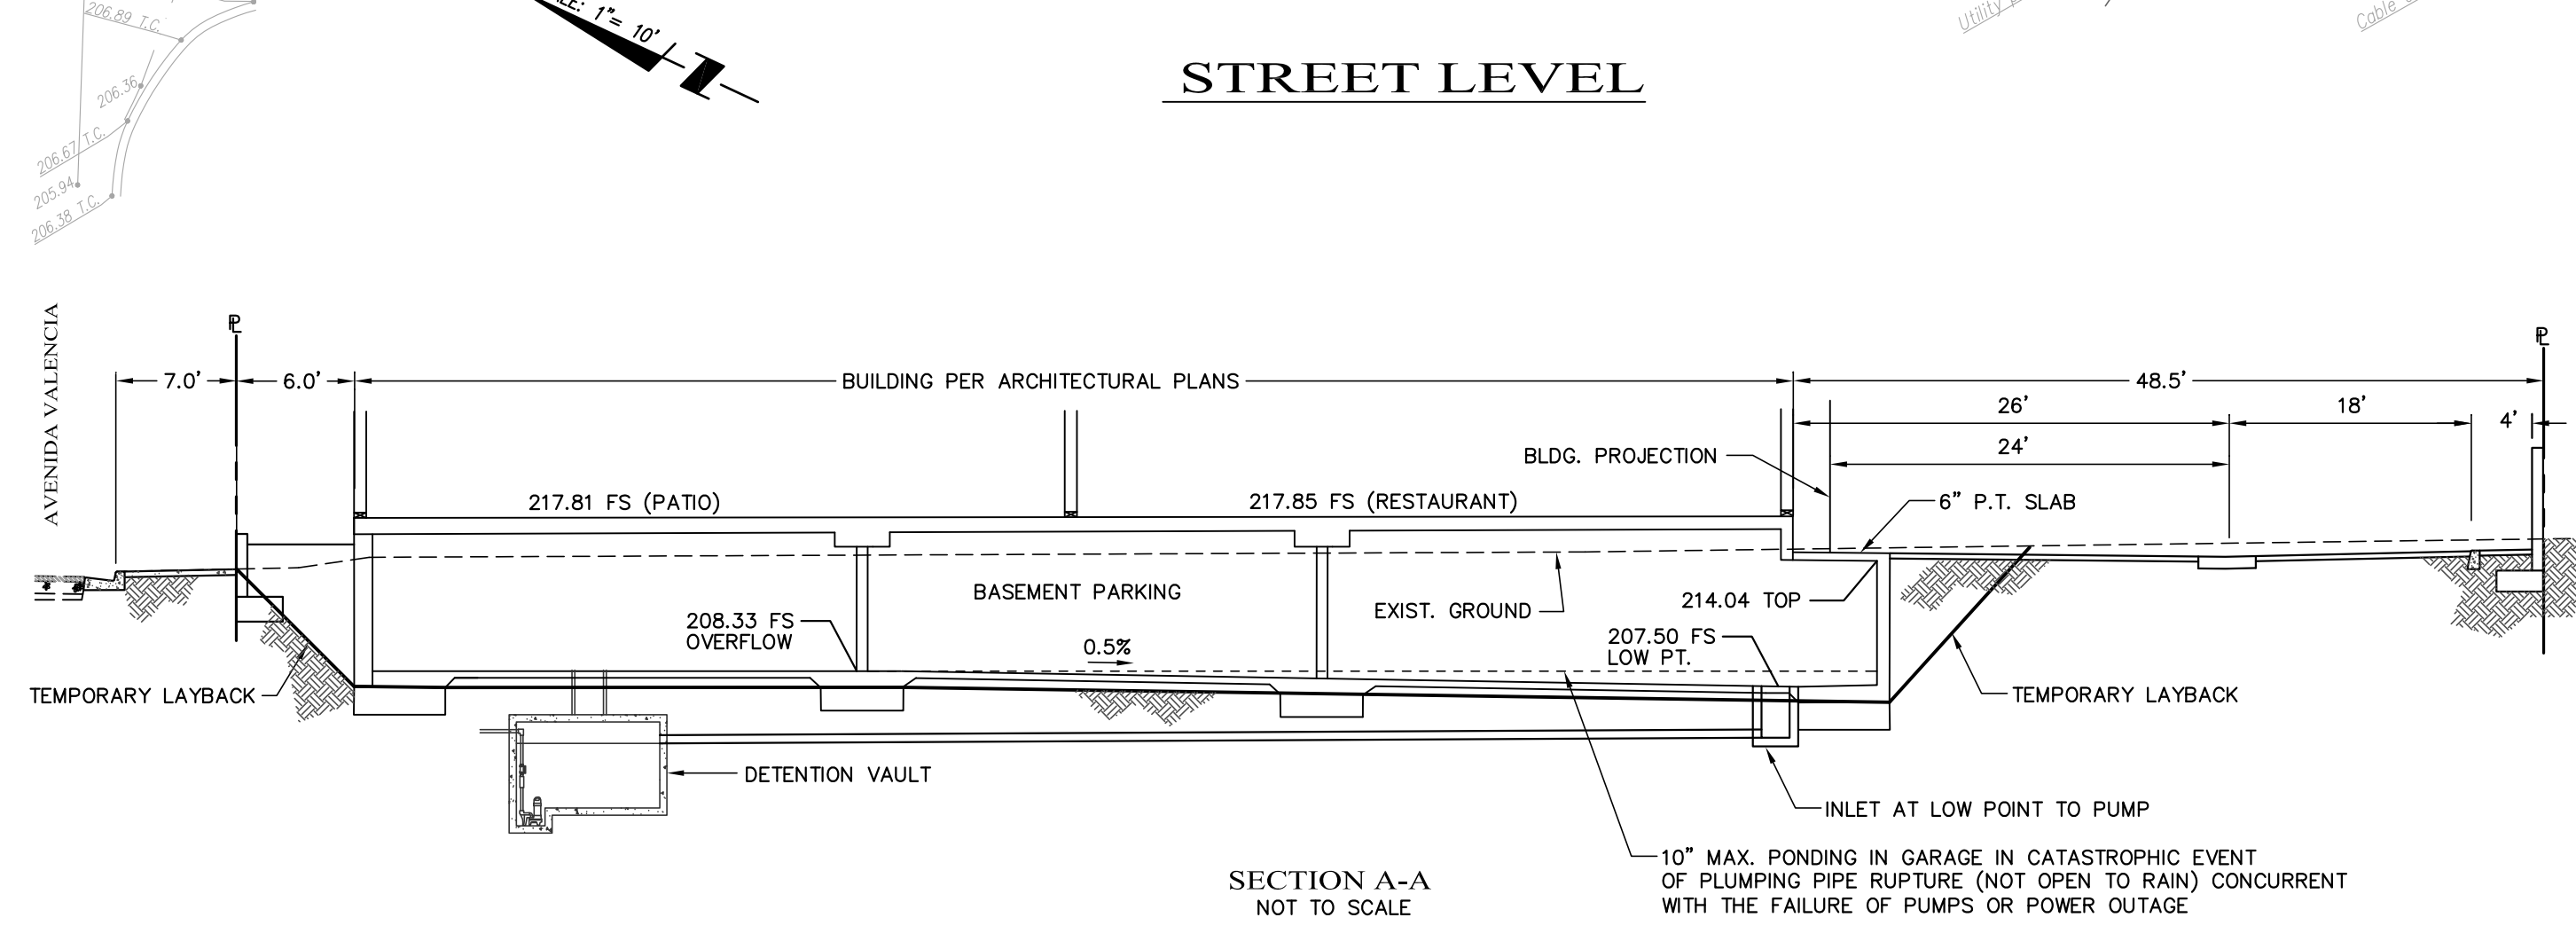 206.89 T.C.
206.36
206.67 T.C.
205.94
206.38 T.C.
1"= 10'
Utility
Cable
STREET LEVEL
AVENIDA VALENCIA
PL
PL
7.0'
6.0'
BUILDING PER ARCHITECTURAL PLANS
48.5'
26'
18'
4'
24'
BLDG. PROJECTION
217.81 FS (PATIO)
217.85 FS (RESTAURANT)
6" P.T. SLAB
BASEMENT PARKING
EXIST. GROUND
214.04 TOP
208.33 FS
OVERFLOW
0.5%
207.50 FS
LOW PT.
TEMPORARY LAYBACK
TEMPORARY LAYBACK
DETENTION VAULT
INLET AT LOW POINT TO PUMP
10" MAX. PONDING IN GARAGE IN CATASTROPHIC EVENT
OF PLUMPING PIPE RUPTURE (NOT OPEN TO RAIN) CONCURRENT
WITH THE FAILURE OF PUMPS OR POWER OUTAGE
SECTION A-A
NOT TO SCALE